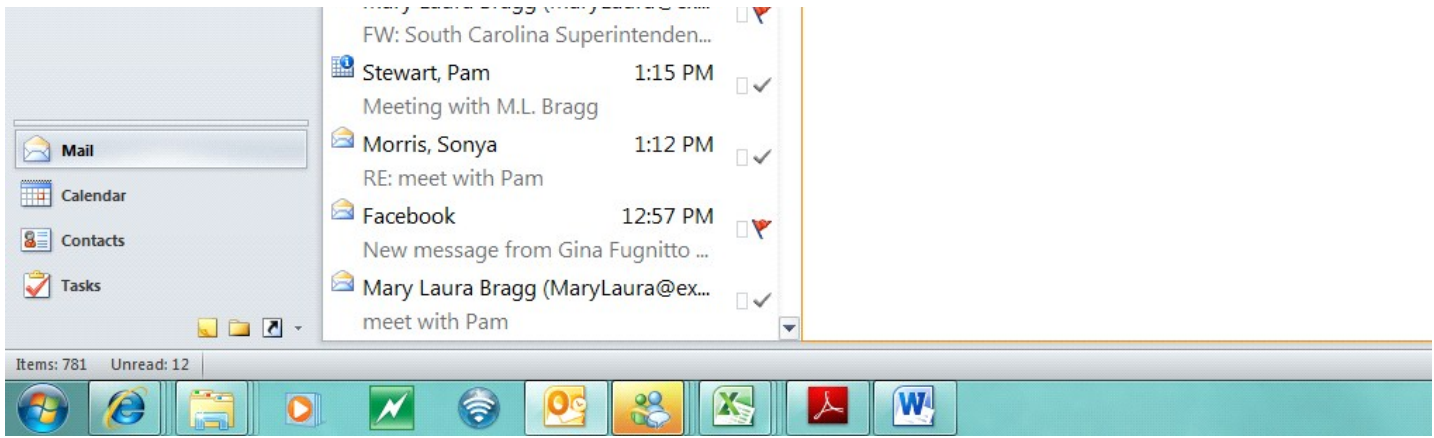 FW: South Carolina Superintenden...
Stewart, Pam 1:15 PM
Meeting with M.L. Bragg
Morris, Sonya 1:12 PM
RE: meet with Pam
Facebook 12:57 PM
New message from Gina Fugnitto ...
Mary Laura Bragg (MaryLaura@ex...
meet with Pam
Mail
Calendar
Contacts
Tasks
Items: 781 Unread: 12